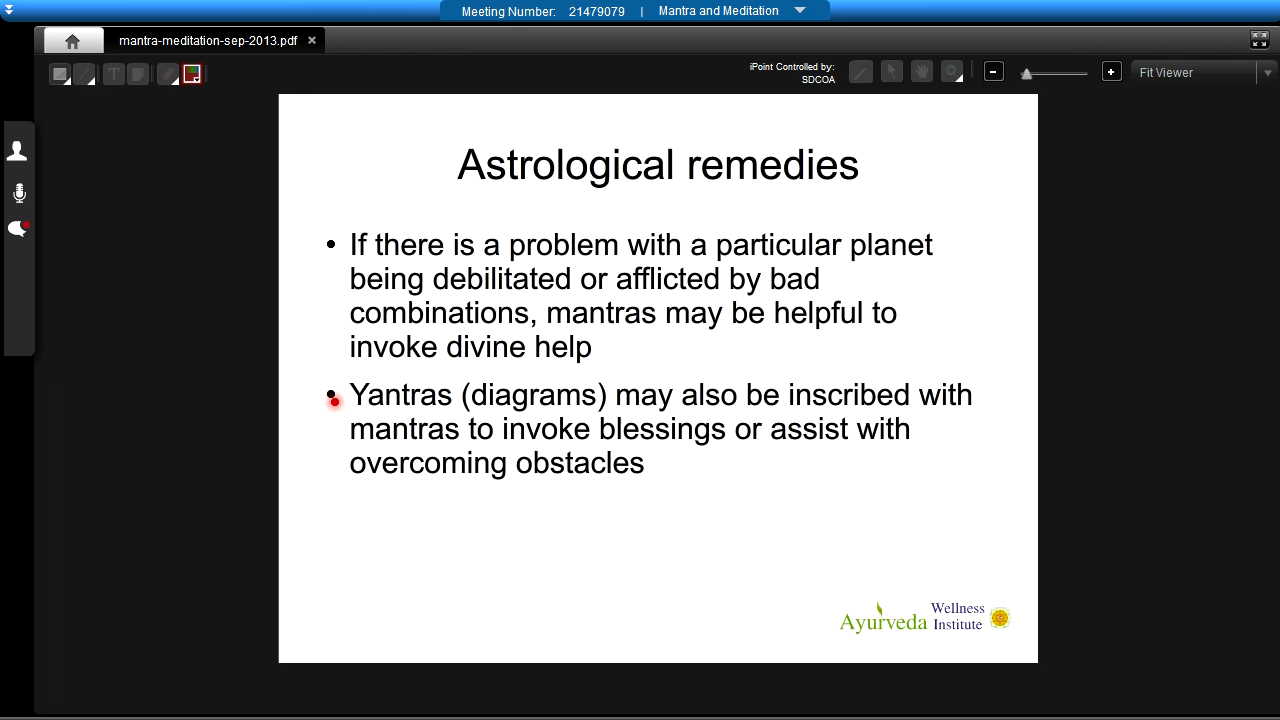 Meeting Number: 21479079 | Mantra and Meditation
mantra-meditation-sep-2013.pdf ×
T
iPoint Controlled by:
SDCOA
- + Fit Viewer
Astrological remedies
• If there is a problem with a particular planet
being debilitated or afflicted by bad
combinations, mantras may be helpful to
invoke divine help
• Yantras (diagrams) may also be inscribed with
mantras to invoke blessings or assist with
overcoming obstacles
Ayurveda Wellness
Institute